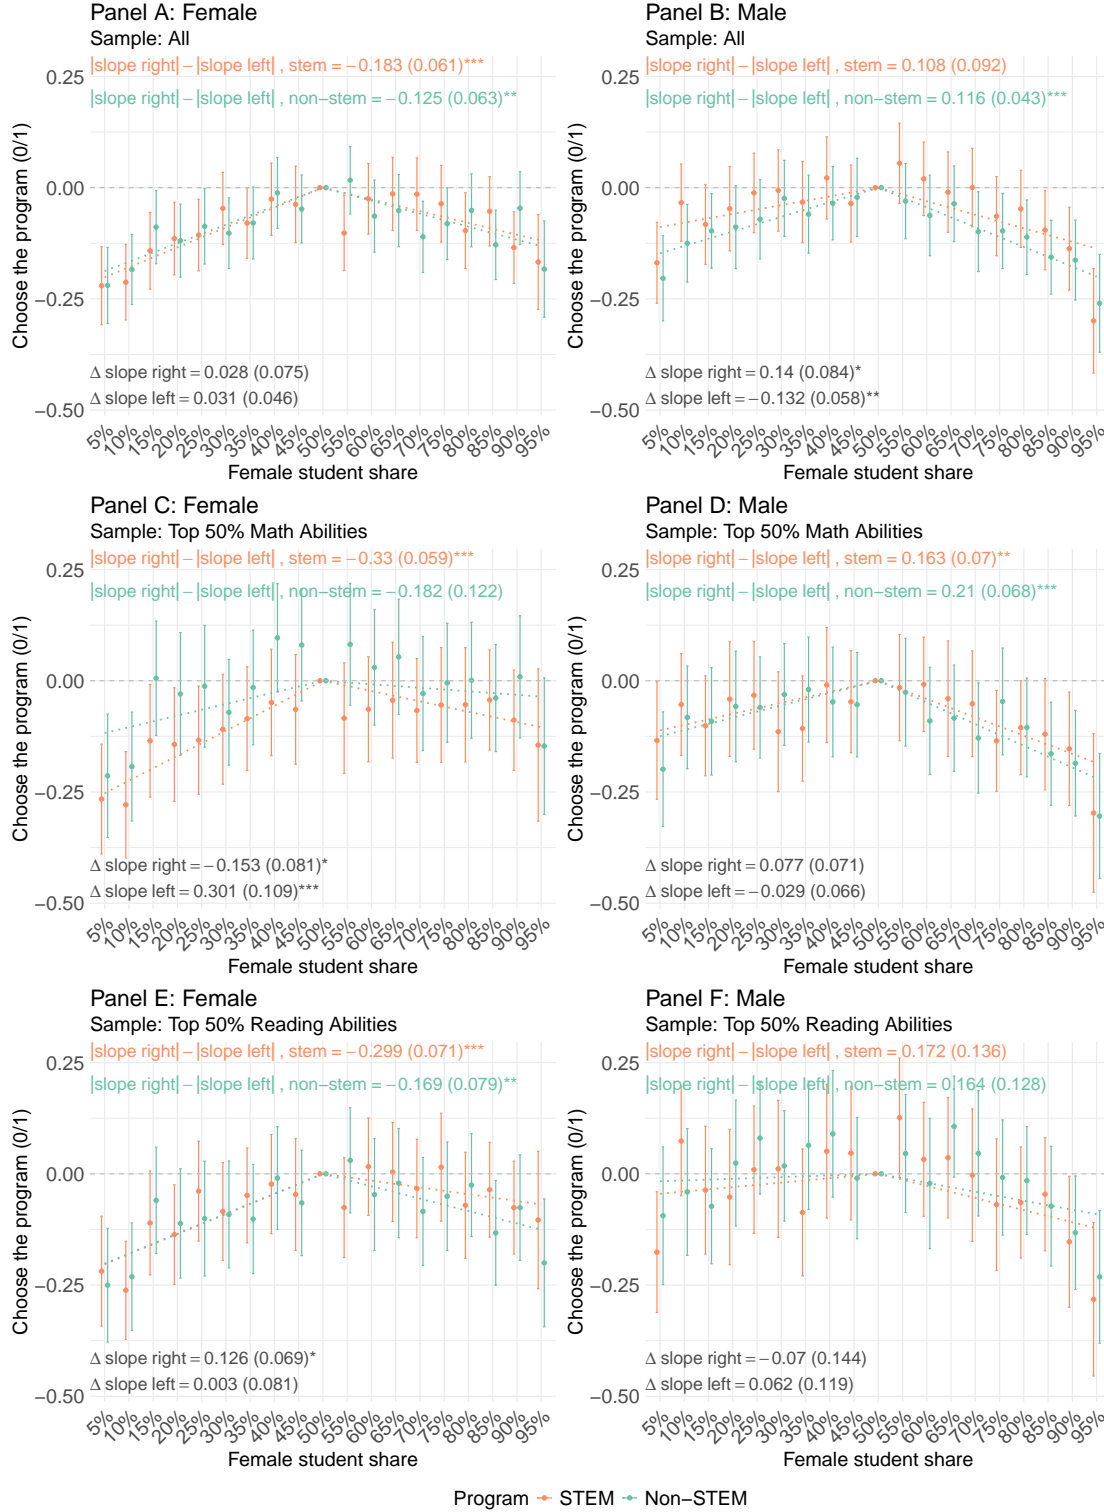 Panel A: Female
Sample: All
|slope right| − |slope left| , stem = −0.183 (0.061)***
|slope right| − |slope left| , non−stem = −0.125 (0.063)**
0.25
0.00
−0.25
−0.50
Choose the program (0/1)
Δ slope right = 0.028 (0.075)
Δ slope left = 0.031 (0.046)
5% 10% 15% 20% 25% 30% 35% 40% 45% 50% 55% 60% 65% 70% 75% 80% 85% 90% 95%
Female student share
Panel B: Male
Sample: All
|slope right| − |slope left| , stem = 0.108 (0.092)
|slope right| − |slope left| , non−stem = 0.116 (0.043)***
0.25
0.00
−0.25
−0.50
Choose the program (0/1)
Δ slope right = 0.14 (0.084)*
Δ slope left = −0.132 (0.058)**
5% 10% 15% 20% 25% 30% 35% 40% 45% 50% 55% 60% 65% 70% 75% 80% 85% 90% 95%
Female student share
Panel C: Female
Sample: Top 50% Math Abilities
|slope right| − |slope left| , stem = −0.33 (0.059)***
|slope right| − |slope left| , non−stem = −0.182 (0.122)
0.25
0.00
−0.25
−0.50
Choose the program (0/1)
Δ slope right = −0.153 (0.081)*
Δ slope left = 0.301 (0.109)***
5% 10% 15% 20% 25% 30% 35% 40% 45% 50% 55% 60% 65% 70% 75% 80% 85% 90% 95%
Female student share
Panel D: Male
Sample: Top 50% Math Abilities
|slope right| − |slope left| , stem = 0.163 (0.07)**
|slope right| − |slope left| , non−stem = 0.21 (0.068)***
0.25
0.00
−0.25
−0.50
Choose the program (0/1)
Δ slope right = 0.077 (0.071)
Δ slope left = −0.029 (0.066)
5% 10% 15% 20% 25% 30% 35% 40% 45% 50% 55% 60% 65% 70% 75% 80% 85% 90% 95%
Female student share
Panel E: Female
Sample: Top 50% Reading Abilities
|slope right| − |slope left| , stem = −0.299 (0.071)***
|slope right| − |slope left| , non−stem = −0.169 (0.079)**
0.25
0.00
−0.25
−0.50
Choose the program (0/1)
Δ slope right = 0.126 (0.069)*
Δ slope left = 0.003 (0.081)
5% 10% 15% 20% 25% 30% 35% 40% 45% 50% 55% 60% 65% 70% 75% 80% 85% 90% 95%
Female student share
Panel F: Male
Sample: Top 50% Reading Abilities
|slope right| − |slope left| , stem = 0.172 (0.136)
|slope right| − |slope left| , non−stem = 0.164 (0.128)
0.25
0.00
−0.25
−0.50
Choose the program (0/1)
Δ slope right = −0.07 (0.144)
Δ slope left = 0.062 (0.119)
5% 10% 15% 20% 25% 30% 35% 40% 45% 50% 55% 60% 65% 70% 75% 80% 85% 90% 95%
Female student share
Program STEM Non−STEM